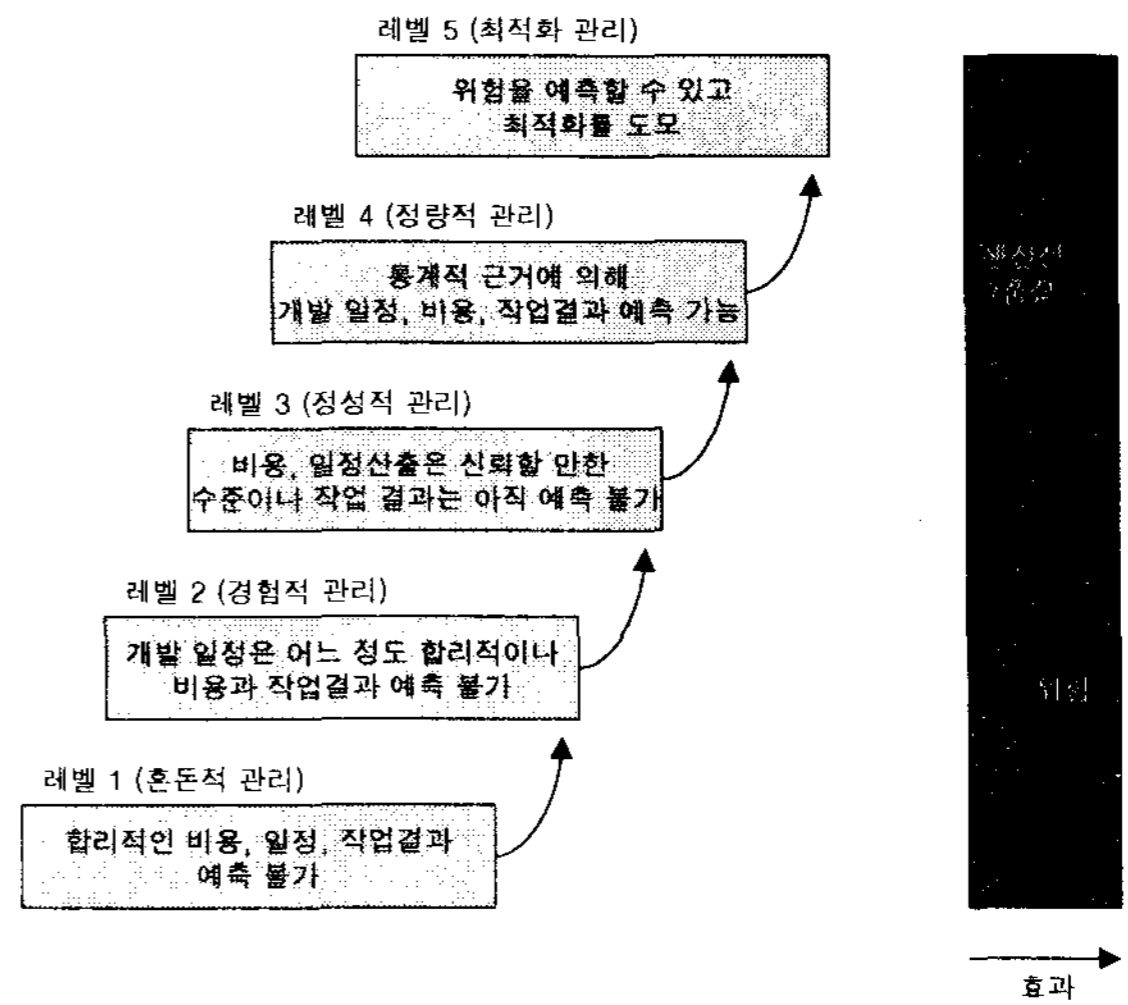 레벨 5 (최적화 관리)
위험을 예측할 수 있고
최적화를 도모
레벨 4 (정량적 관리)
통계적 근거에 의해
개발 일정, 비용, 작업결과 예측 가능
레벨 3 (정성적 관리)
비용, 일정산출은 신뢰할 만한
수준이나 작업 결과는 아직 예측 불가
레벨 2 (경험적 관리)
개발 일정은 어느 정도 합리적이나
비용과 작업결과 예측 불가
레벨 1 (혼돈적 관리)
합리적인 비용, 일정, 작업결과
예측 불가
위험
효과